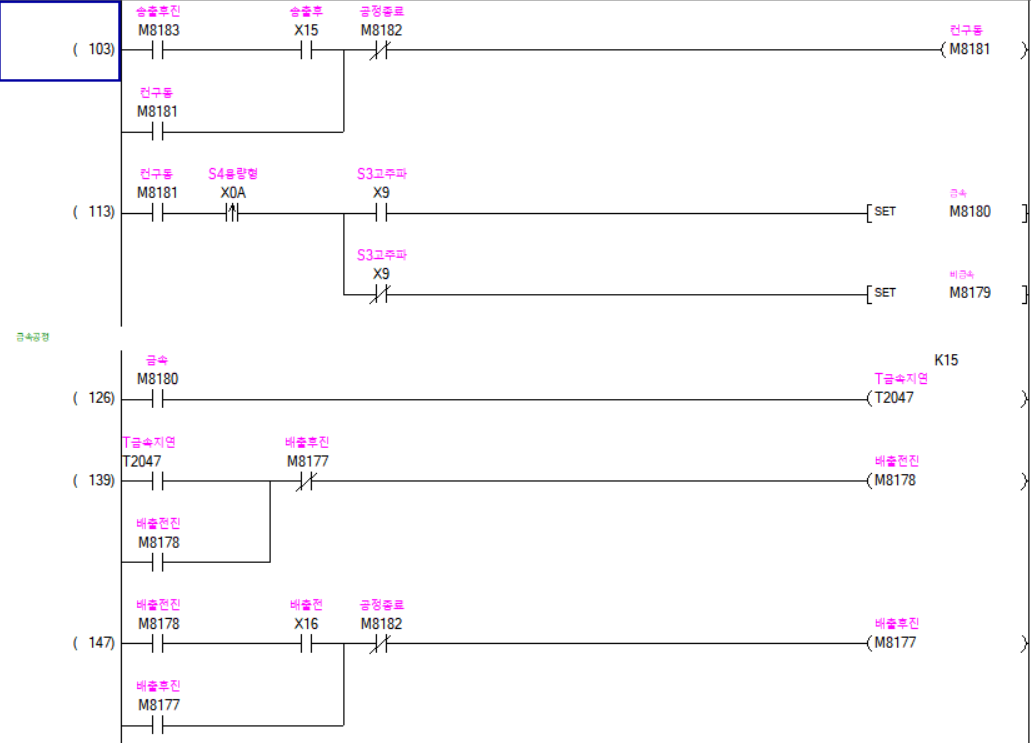 송출후진 송출후 공정종료 컨구동
( 103) M8183 X15 M8182 M8181
컨구동
M8181
컨구동 S4용량형 S3고주파 금속
( 113) M8181 X0A X9 SET M8180
S3고주파 비금속
X9 SET M8179
금속공정
금속 K15
M8180 T금속지연
( 126) T2047
T금속지연 배출후진 배출전진
( 139) T2047 M8177 M8178
배출전진
M8178
배출전진 배출전 공정종료 배출후진
( 147) M8178 X16 M8182 M8177
배출후진
M8177